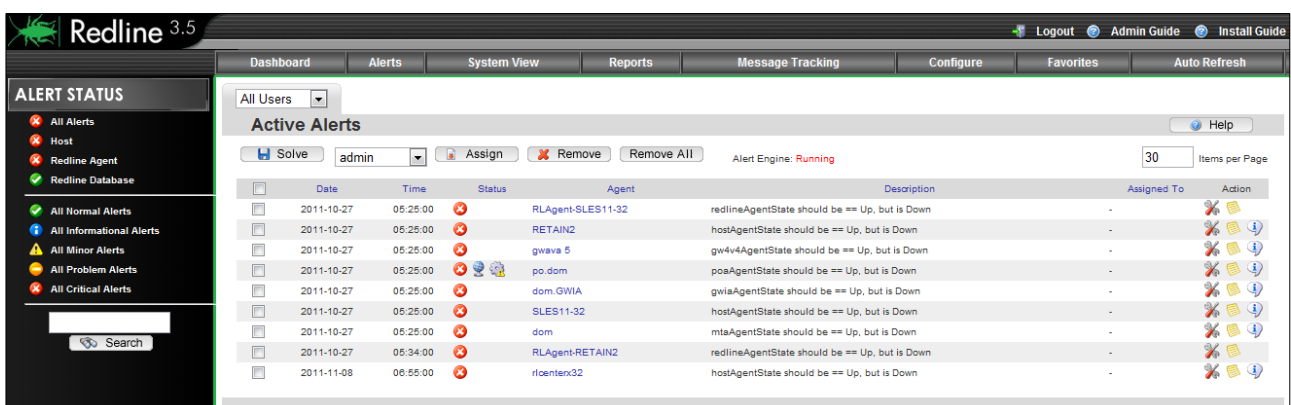 Redline 3.5
Logout Admin Guide Install Guide
Dashboard Alerts System View Reports Message Tracking Configure Favorites Auto Refresh
ALERT STATUS
All Alerts
Host
Redline Agent
Redline Database
All Normal Alerts
All Informational Alerts
All Minor Alerts
All Problem Alerts
All Critical Alerts
Search
All Users
Active Alerts
Help
Solve admin Assign Remove Remove All Alert Engine: Running 30 Items per Page
Date Time Status Agent Description Assigned To Action
2011-10-27 05:25:00 RLAgent-SLES11-32 redlineAgentState should be == Up, but is Down -
2011-10-27 05:25:00 RETAIN2 hostAgentState should be == Up, but is Down -
2011-10-27 05:25:00 gwava 5 gw4v4AgentState should be == Up, but is Down -
2011-10-27 05:25:00 po.dom poaAgentState should be == Up, but is Down -
2011-10-27 05:25:00 dom.GWIA gwiaAgentState should be == Up, but is Down -
2011-10-27 05:25:00 SLES11-32 hostAgentState should be == Up, but is Down -
2011-10-27 05:25:00 dom mtaAgentState should be == Up, but is Down -
2011-10-27 05:34:00 RLAgent-RETAIN2 redlineAgentState should be == Up, but is Down -
2011-11-08 06:55:00 rlcenterx32 hostAgentState should be == Up, but is Down -